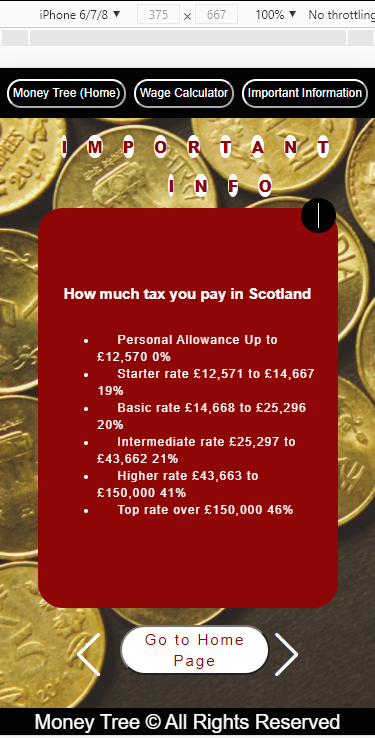 iPhone 6/7/8 ▼ 375 × 667 100% ▼ No throttling
Money Tree (Home) Wage Calculator Important Information
IMPORTANT
INFO
How much tax you pay in Scotland
• Personal Allowance Up to
£12,570 0%
• Starter rate £12,571 to £14,667
19%
• Basic rate £14,668 to £25,296
20%
• Intermediate rate £25,297 to
£43,662 21%
• Higher rate £43,663 to
£150,000 41%
• Top rate over £150,000 46%
Go to Home
Page
Money Tree © All Rights Reserved